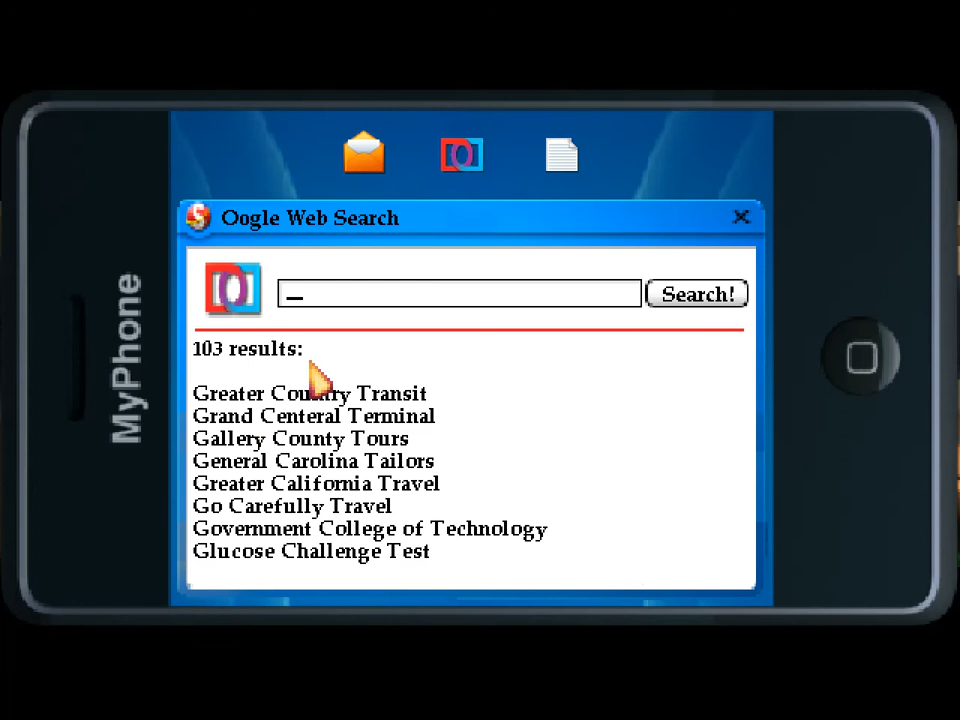 Oogle Web Search
Search!
103 results:
Greater Country Transit
Grand Centeral Terminal
Gallery County Tours
General Carolina Tailors
Greater California Travel
Go Carefully Travel
Government College of Technology
Glucose Challenge Test
MyPhone